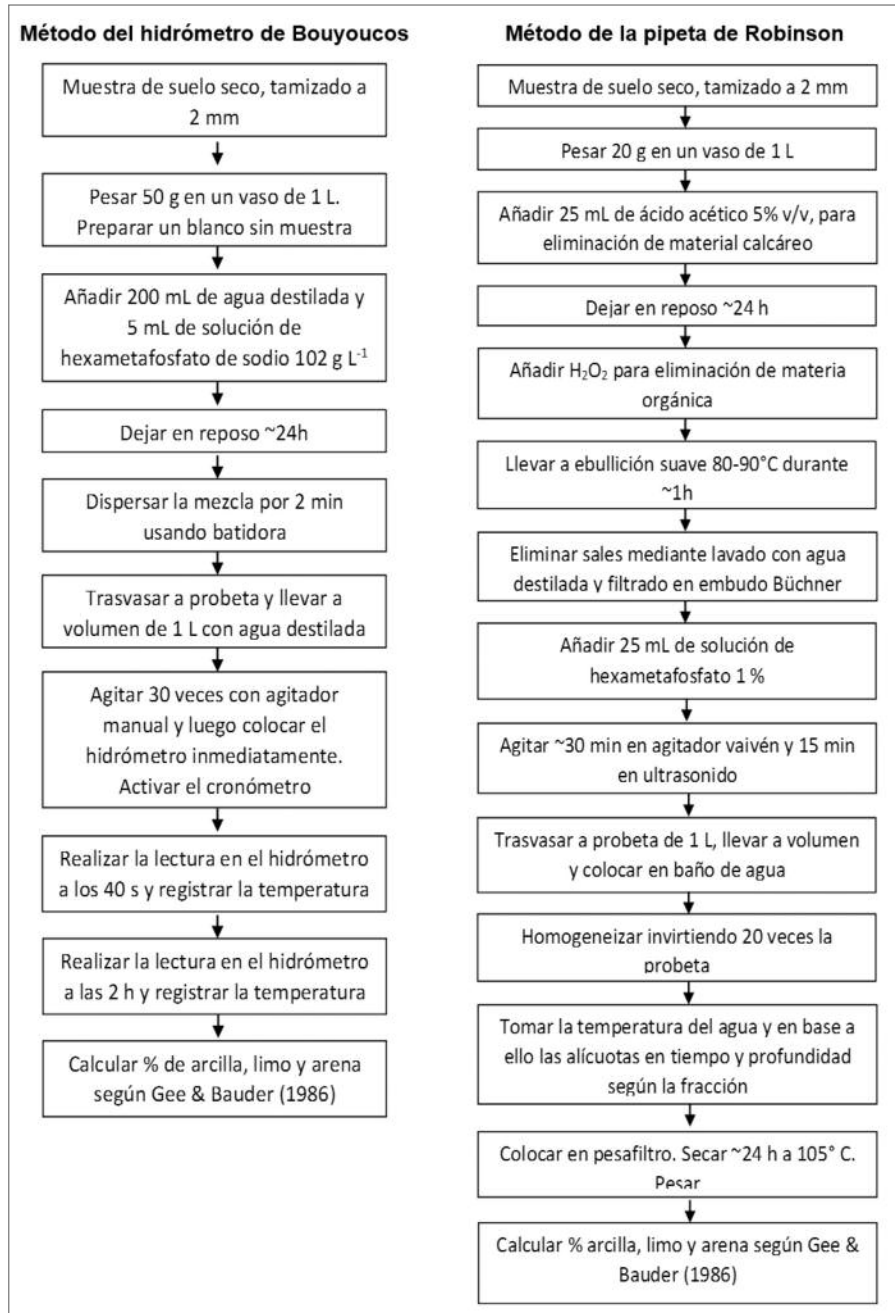 Método del hidrómetro de Bouyoucos
Muestra de suelo seco, tamizado a
2 mm
Pesar 50 g en un vaso de 1 L.
Preparar un blanco sin muestra
Añadir 200 mL de agua destilada y
5 mL de solución de
hexametafosfato de sodio 102 g L⁻¹
Dejar en reposo ~24h
Dispersar la mezcla por 2 min
usando batidora
Trasvasar a probeta y llevar a
volumen de 1 L con agua destilada
Agitar 30 veces con agitador
manual y luego colocar el
hidrómetro inmediatamente.
Activar el cronómetro
Realizar la lectura en el hidrómetro
a los 40 s y registrar la temperatura
Realizar la lectura en el hidrómetro
a las 2 h y registrar la temperatura
Calcular % de arcilla, limo y arena
según Gee & Bauder (1986)
Método de la pipeta de Robinson
Muestra de suelo seco, tamizado a 2 mm
Pesar 20 g en un vaso de 1 L
Añadir 25 mL de ácido acético 5% v/v, para
eliminación de material calcáreo
Dejar en reposo ~24 h
Añadir H₂O₂ para eliminación de materia
orgánica
Llevar a ebullición suave 80-90°C durante
~1h
Eliminar sales mediante lavado con agua
destilada y filtrado en embudo Büchner
Añadir 25 mL de solución de
hexametafosfato 1 %
Agitar ~30 min en agitador vaivén y 15 min
en ultrasonido
Trasvasar a probeta de 1 L, llevar a volumen
y colocar en baño de agua
Homogeneizar invirtiendo 20 veces la
probeta
Tomar la temperatura del agua y en base a
ello las alícuotas en tiempo y profundidad
según la fracción
Colocar en pesafiltro. Secar ~24 h a 105° C.
Pesar
Calcular % arcilla, limo y arena según Gee &
Bauder (1986)